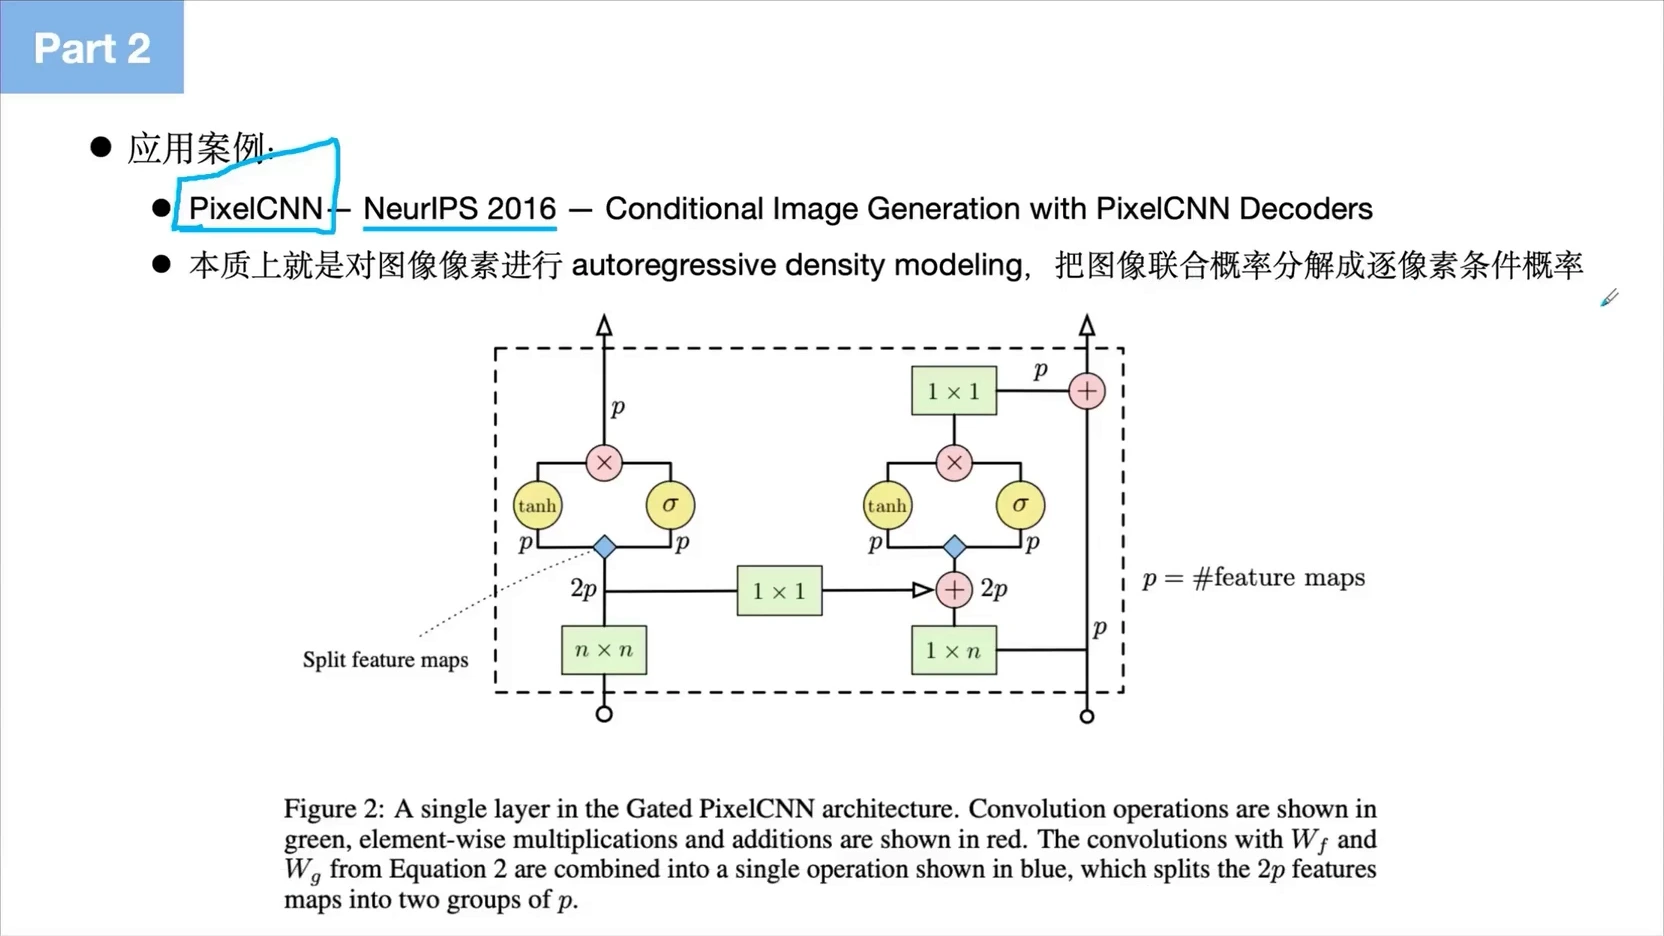 Part 2
● 应用案例:
● PixelCNN — NeurIPS 2016 — Conditional Image Generation with PixelCNN Decoders
● 本质上就是对图像像素进行 autoregressive density modeling，把图像联合概率分解成逐像素条件概率
p
1 × 1
p
+
×
×
tanh
σ
tanh
σ
p
p
p
p
2p
1 × 1
+
2p
p = #feature maps
Split feature maps
n × n
1 × n
p
Figure 2: A single layer in the Gated PixelCNN architecture. Convolution operations are shown in
green, element-wise multiplications and additions are shown in red. The convolutions with W_f and
W_g from Equation 2 are combined into a single operation shown in blue, which splits the 2p features
maps into two groups of p.